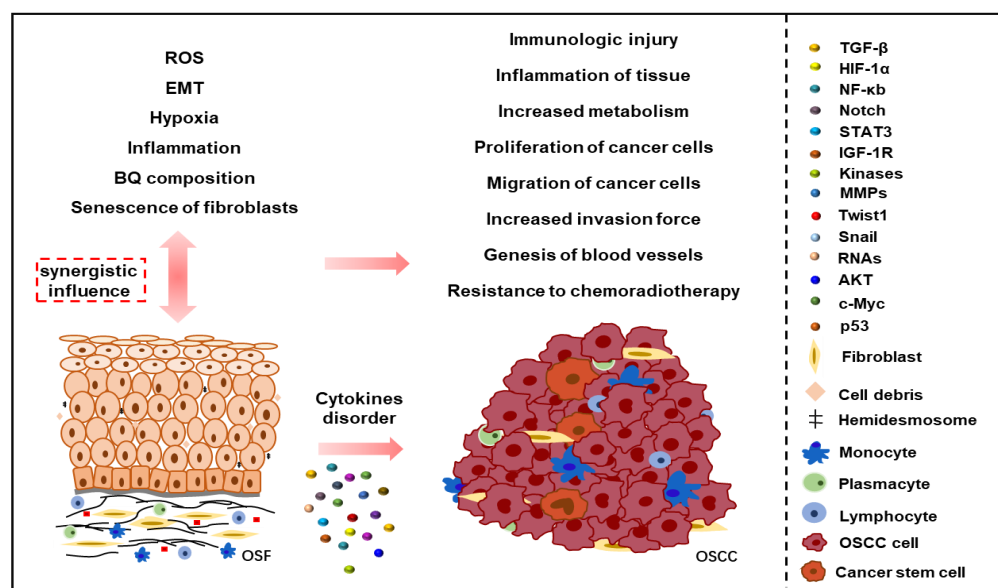 ROS
EMT
Hypoxia
Inflammation
BQ composition
Senescence of fibroblasts
synergistic
influence
Immunologic injury
Inflammation of tissue
Increased metabolism
Proliferation of cancer cells
Migration of cancer cells
Increased invasion force
Genesis of blood vessels
Resistance to chemoradiotherapy
Cytokines
disorder
OSF
OSCC
TGF-β
HIF-1α
NF-κb
Notch
STAT3
IGF-1R
Kinases
MMPs
Twist1
Snail
RNAs
AKT
c-Myc
p53
Fibroblast
Cell debris
Hemidesmosome
Monocyte
Plasmacyte
Lymphocyte
OSCC cell
Cancer stem cell